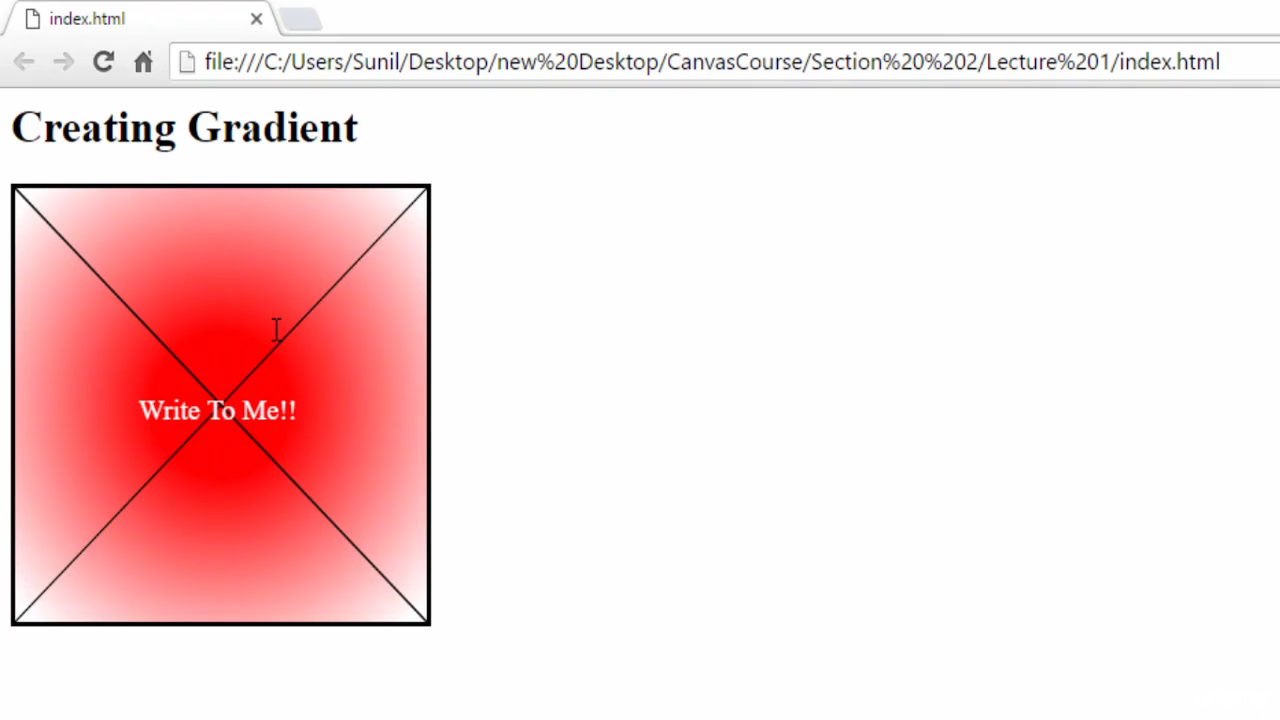 index.html
file:///C:/Users/Sunil/Desktop/new%20Desktop/CanvasCourse/Section%20%202/Lecture%201/index.html
Creating Gradient
Write To Me!!